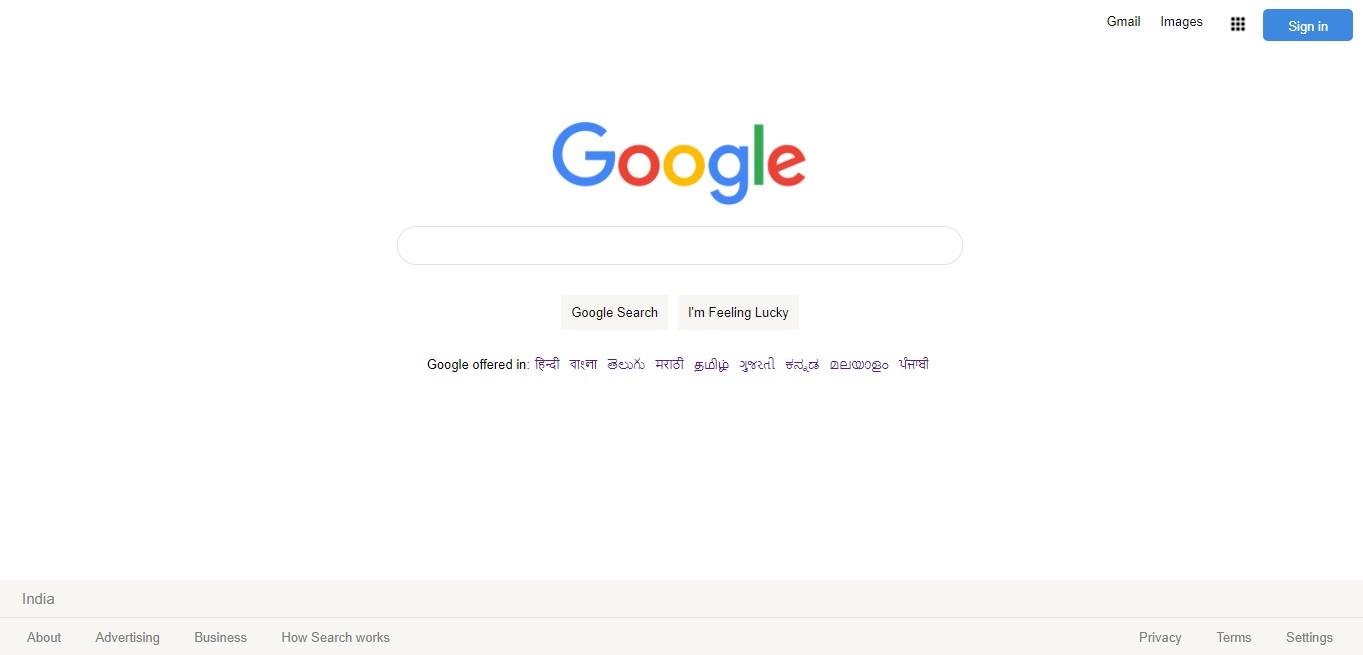 Gmail Images Sign in
Google
Google Search I'm Feeling Lucky
Google offered in: हिन्दी বাংলা తెలుగు मराठी தமிழ் ગુજરાતી ಕನ್ನಡ മലയാളം ਪੰਜਾਬੀ
India
About Advertising Business How Search works Privacy Terms Settings